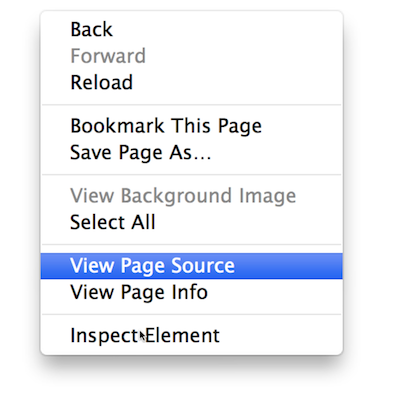 Back
Forward
Reload
Bookmark This Page
Save Page As...
View Background Image
Select All
View Page Source
View Page Info
Inspect Element